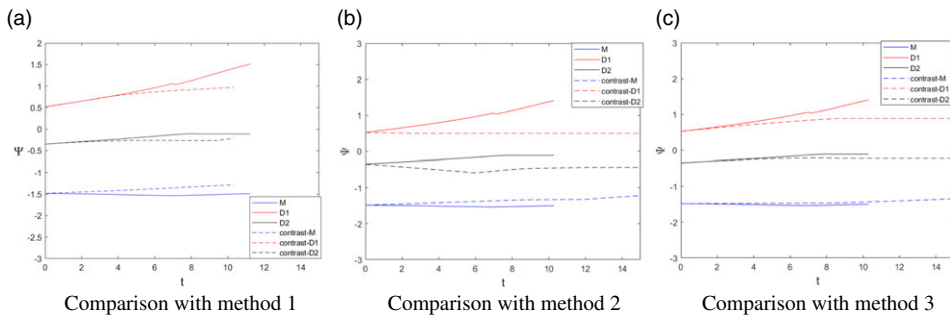 (a)
2
1.5
1
0.5
0
-0.5
-1
-1.5
-2
-2.5
-3
Ψ
0 2 4 6 8 10 12 14
t
M
D1
D2
contrast-M
contrast-D1
contrast-D2
Comparison with method 1
(b)
3
2
1
0
-1
-2
-3
Φ
0 2 4 6 8 10 12 14
t
M
D1
D2
contrast-M
contrast-D1
contrast-D2
Comparison with method 2
(c)
3
2
1
0
-1
-2
-3
Φ
0 2 4 6 8 10 12 14
t
M
D1
D2
contrast-M
contrast-D1
contrast-D2
Comparison with method 3